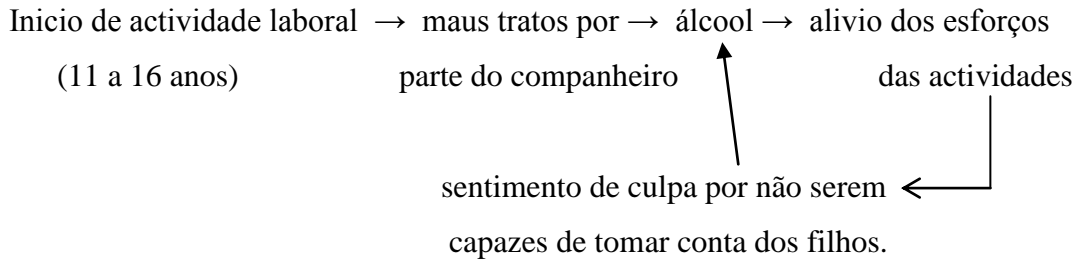 Inicio de actividade laboral → maus tratos por → álcool → alivio dos esforços
(11 a 16 anos) parte do companheiro das actividades
sentimento de culpa por não serem
capazes de tomar conta dos filhos.